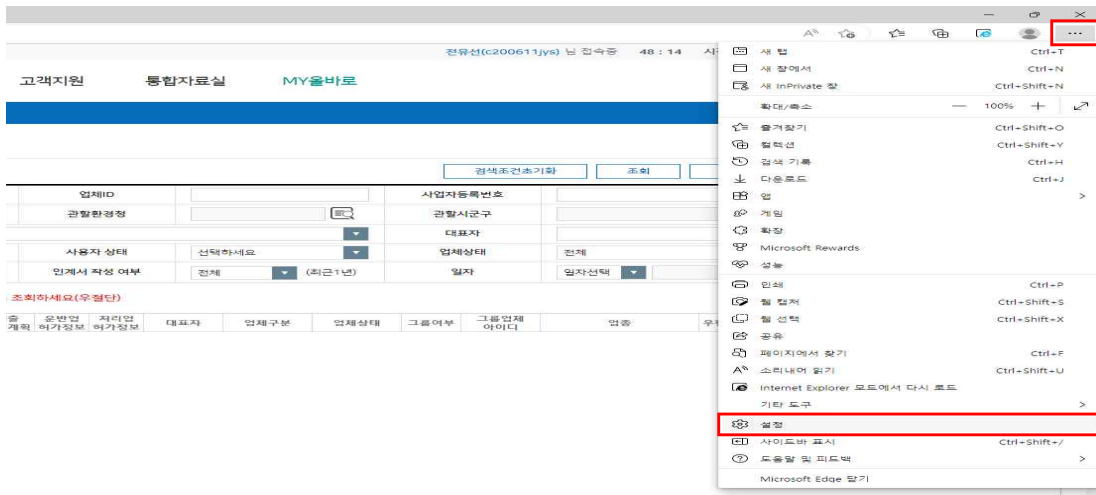 전유선(c200611jys) 님 접속중 48 : 14 시
고객지원 통합자료실 MY올바로
검색조건초기화 조회
업체ID 사업자등록번호
관할환경청 관할시군구
대표자
사용자 상태 선택하세요 업체상태 전체
인계서 작성 여부 전체 (최근1년) 일자 일자선택
조회하세요(우절단)
출 운반업 처리업 그룹업체
계획 허가정보 허가정보 대표자 업체구분 업체상태 그룹여부 아이디 업종 우
새 탭 Ctrl+T
새 창에서 Ctrl+N
새 InPrivate 창 Ctrl+Shift+N
확대/축소 — 100% +
즐겨찾기 Ctrl+Shift+O
컬렉션 Ctrl+Shift+Y
검색 기록 Ctrl+H
다운로드 Ctrl+J
앱 >
게임
확장
Microsoft Rewards
성능
인쇄 Ctrl+P
웹 캡처 Ctrl+Shift+S
웹 선택 Ctrl+Shift+X
공유
페이지에서 찾기 Ctrl+F
소리내어 읽기 Ctrl+Shift+U
Internet Explorer 모드에서 다시 로드
기타 도구 >
설정
사이드바 표시 Ctrl+Shift+/
도움말 및 피드백 >
Microsoft Edge 닫기